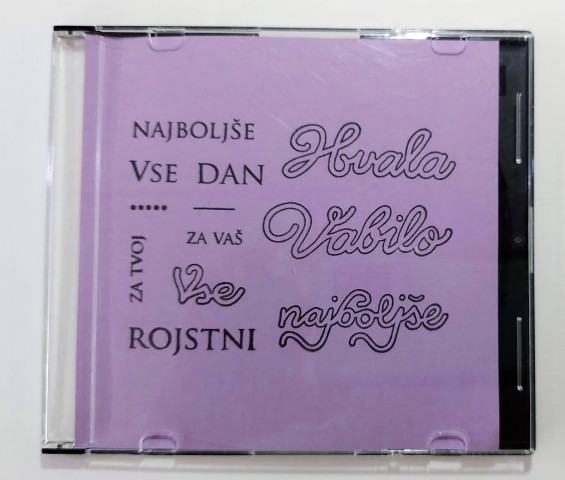 NAJBOLJŠE
VSE DAN
ZA TVOJ
ZA VAŠ
Vse
ROJSTNI
Hvala
Vabilo
najboljše